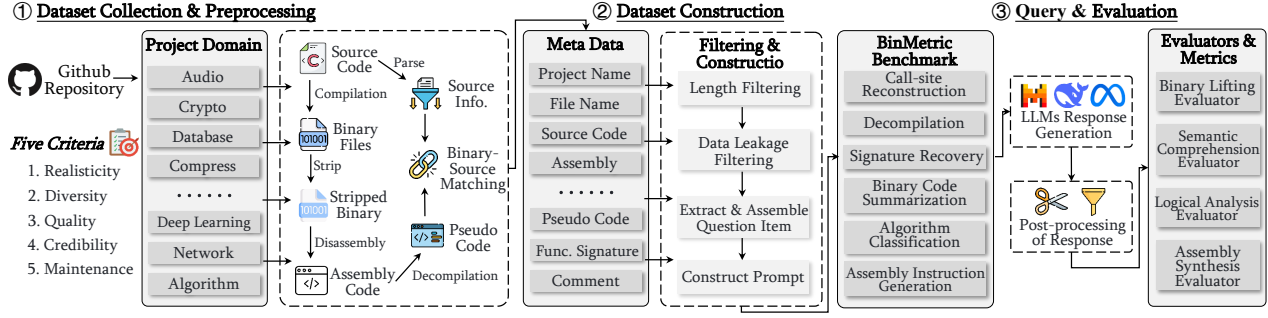 ① Dataset Collection & Preprocessing
Github
Repository
Five Criteria
1. Realisticity
2. Diversity
3. Quality
4. Credibility
5. Maintenance
Project Domain
Audio
Crypto
Database
Compress
......
Deep Learning
Network
Algorithm
<C>
Source
Code
Parse
Compilation
Source
Info.
101001
Binary
Files
Strip
Binary-
Source
Matching
101001
Stripped
Binary
Disassembly
Pseudo
Code
</>
Assembly
Code
Decompilation
② Dataset Construction
Meta Data
Project Name
File Name
Source Code
Assembly
......
Pseudo Code
Func. Signature
Comment
Filtering &
Constructio
Length Filtering
Data Leakage
Filtering
Extract & Assemble
Question Item
Construct Prompt
③ Query & Evaluation
BinMetric
Benchmark
Call-site
Reconstruction
Decompilation
Signature Recovery
Binary Code
Summarization
Algorithm
Classification
Assembly Instruction
Generation
LLMs Response
Generation
Post-processing
of Response
Evaluators &
Metrics
Binary Lifting
Evaluator
Semantic
Comprehension
Evaluator
Logical Analysis
Evaluator
Assembly
Synthesis
Evaluator